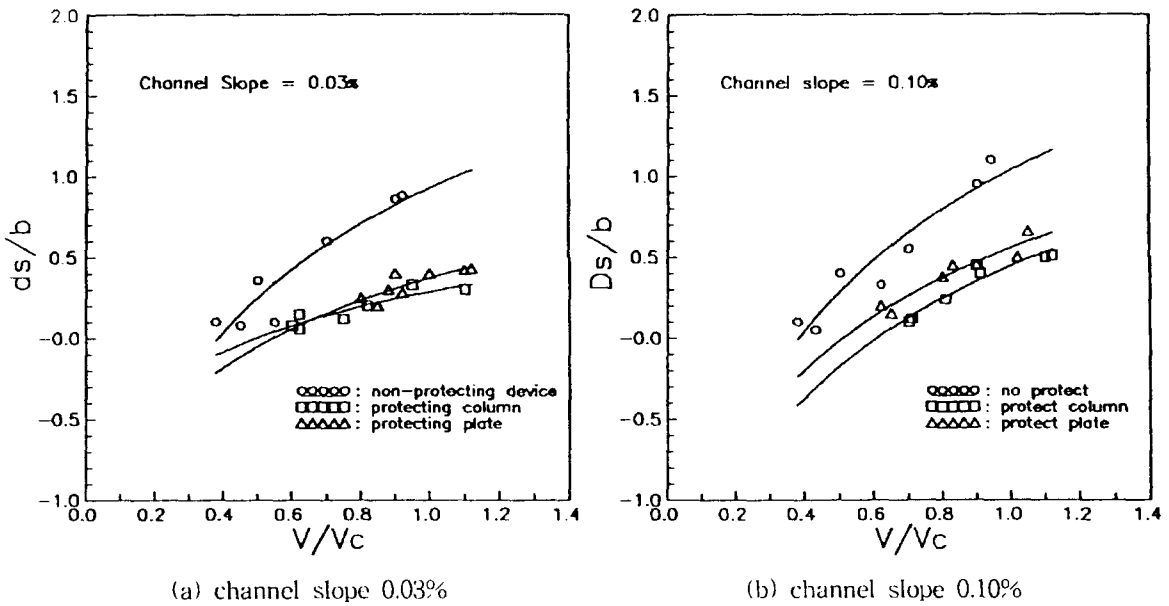 2.0
1.5
1.0
0.5
-0.0
-0.5
-1.0
ds/b
Channel Slope = 0.03%
○○○○○: non-protecting device
□□□□□: protecting column
△△△△△: protecting plate
0.0 0.2 0.4 0.6 0.8 1.0 1.2 1.4
V/Vc
(a) channel slope 0.03%
2.0
1.5
1.0
0.5
-0.0
-0.5
-1.0
Ds/b
Channel slope = 0.10%
○○○○○: no protect
□□□□□: protect column
△△△△△: protect plate
0.0 0.2 0.4 0.6 0.8 1.0 1.2 1.4
V/Vc
(b) channel slope 0.10%